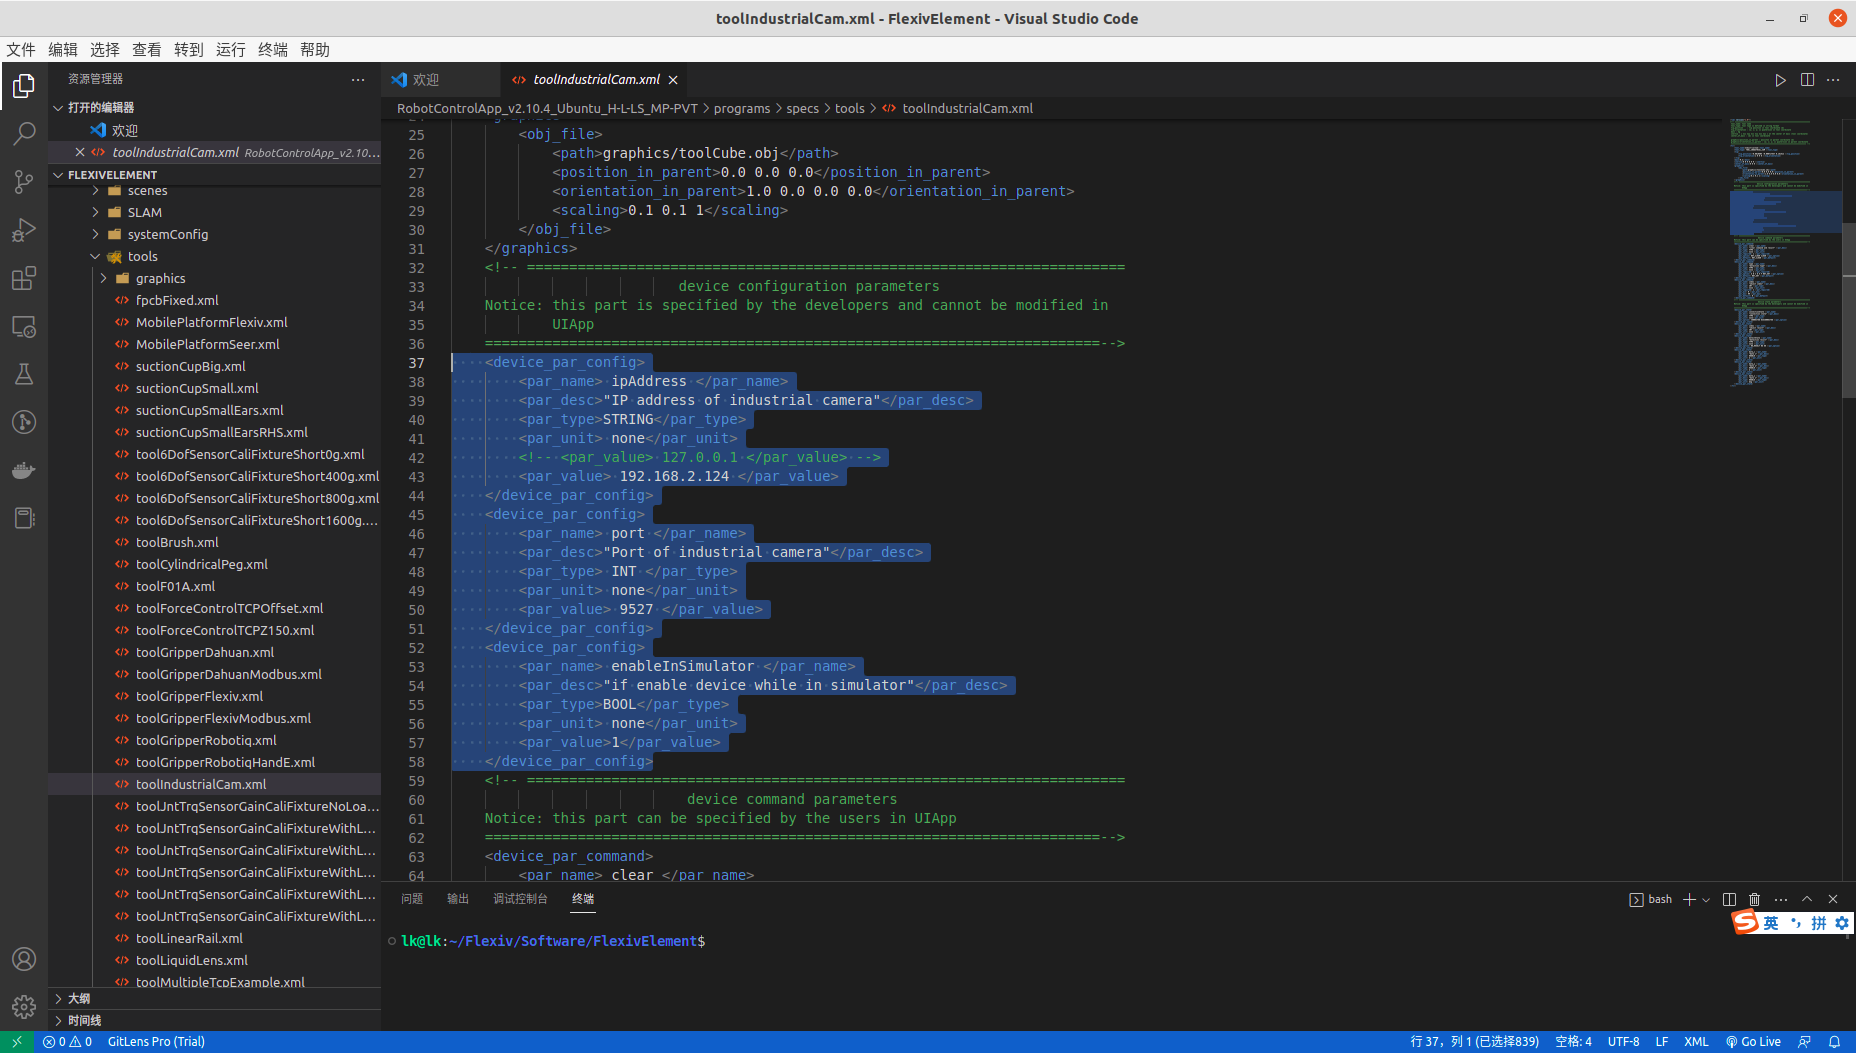 toolIndustrialCam.xml - FlexivElement - Visual Studio Code
文件 编辑 选择 查看 转到 运行 终端 帮助
资源管理器
打开的编辑器
欢迎
toolIndustrialCam.xml RobotControlApp_v2.10...
FLEXIVELEMENT
scenes
SLAM
systemConfig
tools
graphics
fpcbFixed.xml
MobilePlatformFlexiv.xml
MobilePlatformSeer.xml
suctionCupBig.xml
suctionCupSmall.xml
suctionCupSmallEars.xml
suctionCupSmallEarsRHS.xml
tool6DofSensorCaliFixtureShort0g.xml
tool6DofSensorCaliFixtureShort400g.xml
tool6DofSensorCaliFixtureShort800g.xml
tool6DofSensorCaliFixtureShort1600g....
toolBrush.xml
toolCylindricalPeg.xml
toolF01A.xml
toolForceControlTCPOffset.xml
toolForceControlTCPZ150.xml
toolGripperDahuan.xml
toolGripperDahuanModbus.xml
toolGripperFlexiv.xml
toolGripperFlexivModbus.xml
toolGripperRobotiq.xml
toolGripperRobotiqHandE.xml
toolIndustrialCam.xml
toolJntTrqSensorGainCaliFixtureNoLoa...
toolJntTrqSensorGainCaliFixtureWithL...
toolJntTrqSensorGainCaliFixtureWithL...
toolJntTrqSensorGainCaliFixtureWithL...
toolJntTrqSensorGainCaliFixtureWithL...
toolJntTrqSensorGainCaliFixtureWithL...
toolLinearRail.xml
toolLiquidLens.xml
toolMultipleTcpExample.xml
大纲
时间线
欢迎
toolIndustrialCam.xml
RobotControlApp_v2.10.4_Ubuntu_H-L-LS_MP-PVT > programs > specs > tools > toolIndustrialCam.xml
25 <obj_file>
26 <path>graphics/toolCube.obj</path>
27 <position_in_parent>0.0 0.0 0.0</position_in_parent>
28 <orientation_in_parent>1.0 0.0 0.0 0.0</orientation_in_parent>
29 <scaling>0.1 0.1 1</scaling>
30 </obj_file>
31 </graphics>
32 <!-- =======================================================================
33 device configuration parameters
34 Notice: this part is specified by the developers and cannot be modified in
35 UIApp
36 =========================================================================-->
37 <device_par_config>
38 <par_name> ipAddress </par_name>
39 <par_desc>"IP address of industrial camera"</par_desc>
40 <par_type>STRING</par_type>
41 <par_unit> none</par_unit>
42 <!-- <par_value> 127.0.0.1 </par_value> -->
43 <par_value> 192.168.2.124 </par_value>
44 </device_par_config>
45 <device_par_config>
46 <par_name> port </par_name>
47 <par_desc>"Port of industrial camera"</par_desc>
48 <par_type> INT </par_type>
49 <par_unit> none</par_unit>
50 <par_value> 9527 </par_value>
51 </device_par_config>
52 <device_par_config>
53 <par_name> enableInSimulator </par_name>
54 <par_desc>"if enable device while in simulator"</par_desc>
55 <par_type>BOOL</par_type>
56 <par_unit> none</par_unit>
57 <par_value>1</par_value>
58 </device_par_config>
59 <!-- =======================================================================
60 device command parameters
61 Notice: this part can be specified by the users in UIApp
62 =========================================================================-->
63 <device_par_command>
64 <par_name> clear </par_name>
问题 输出 调试控制台 终端
bash
英 拼
lk@lk:~/Flexiv/Software/FlexivElement$
0 0 GitLens Pro (Trial)
行 37，列 1 (已选择839) 空格: 4 UTF-8 LF XML Go Live